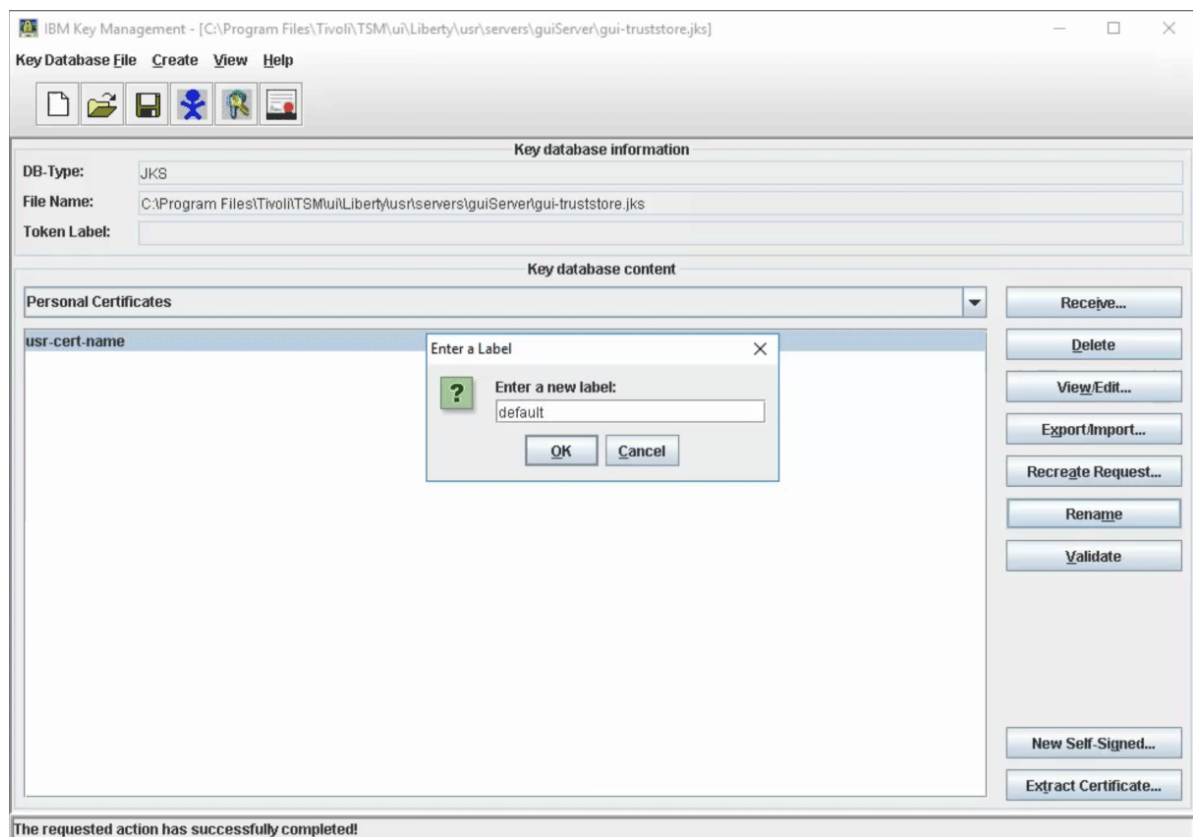 IBM Key Management - [C:\Program Files\Tivoli\TSM\ui\Liberty\usr\servers\guiServer\gui-truststore.jks]
Key Database File Create View Help
Key database information
DB-Type: JKS
File Name: C:\Program Files\Tivoli\TSM\ui\Liberty\usr\servers\guiServer\gui-truststore.jks
Token Label:
Key database content
Personal Certificates
Receive...
usr-cert-name
Delete
View/Edit...
Export/Import...
Recreate Request...
Rename
Validate
New Self-Signed...
Extract Certificate...
Enter a Label
?
Enter a new label:
default
OK Cancel
The requested action has successfully completed!